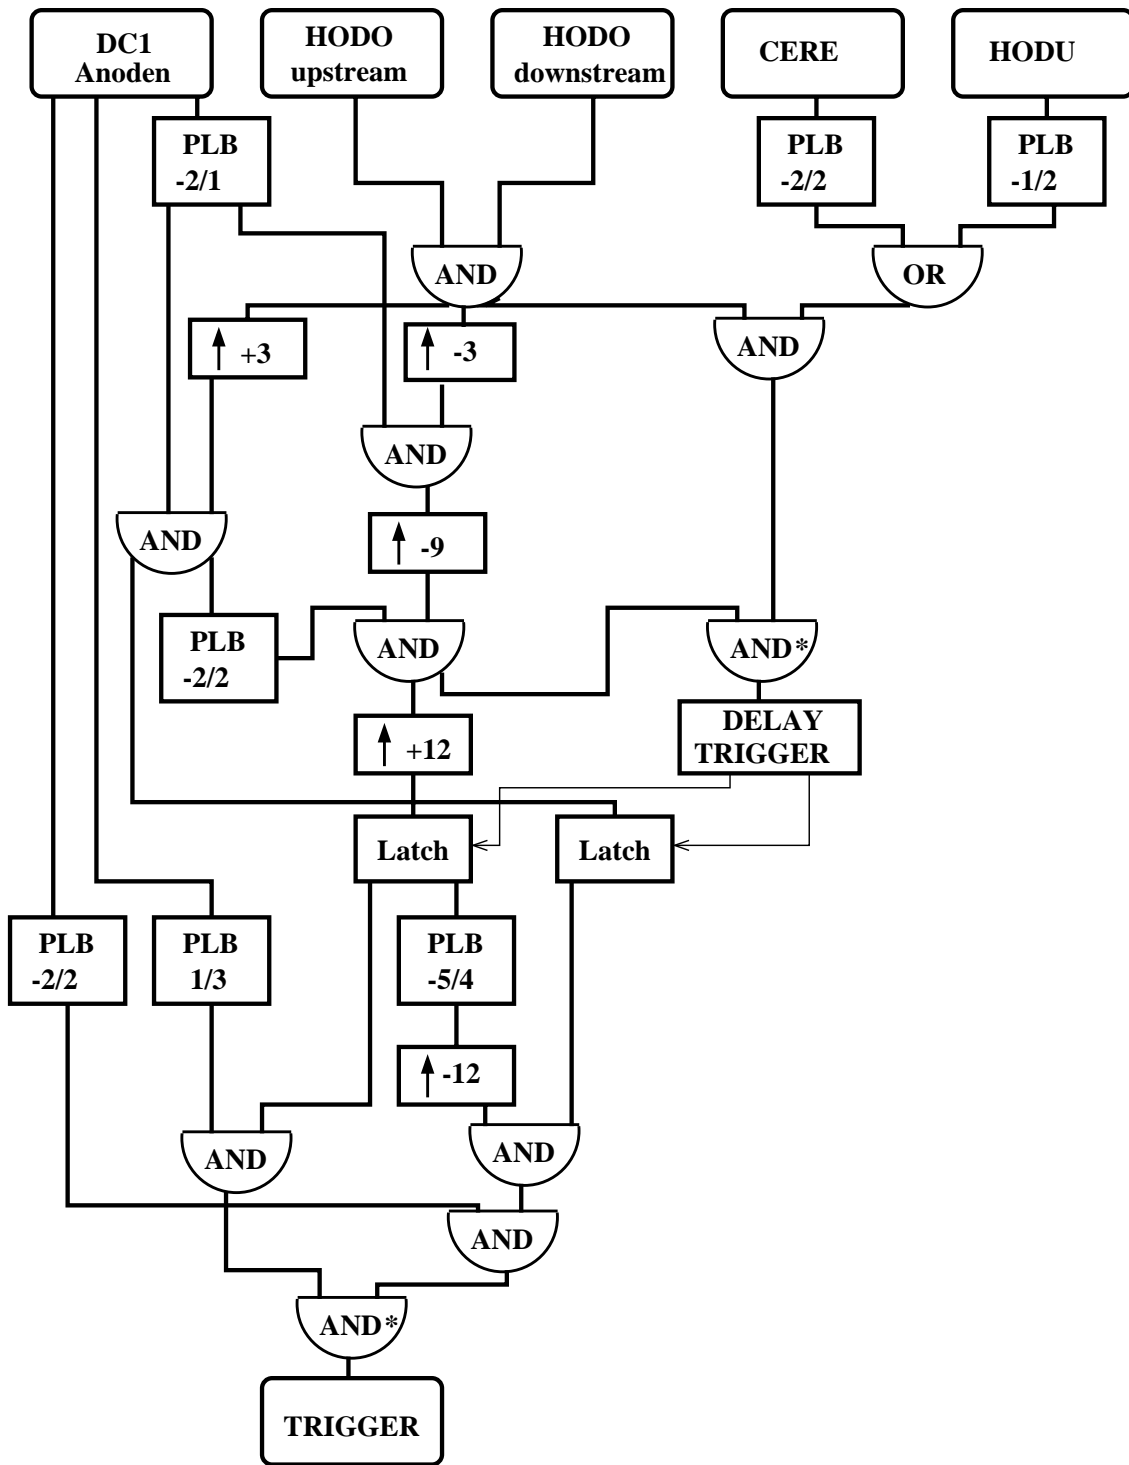 DC1
Anoden
HODO
upstream
HODO
downstream
CERE
HODU
PLB
-2/1
PLB
-2/2
PLB
-1/2
AND
OR
+3
-3
AND
AND
-9
AND
PLB
-2/2
AND
AND*
+12
DELAY
TRIGGER
Latch
Latch
PLB
-2/2
PLB
1/3
PLB
-5/4
-12
AND
AND
AND
AND*
TRIGGER